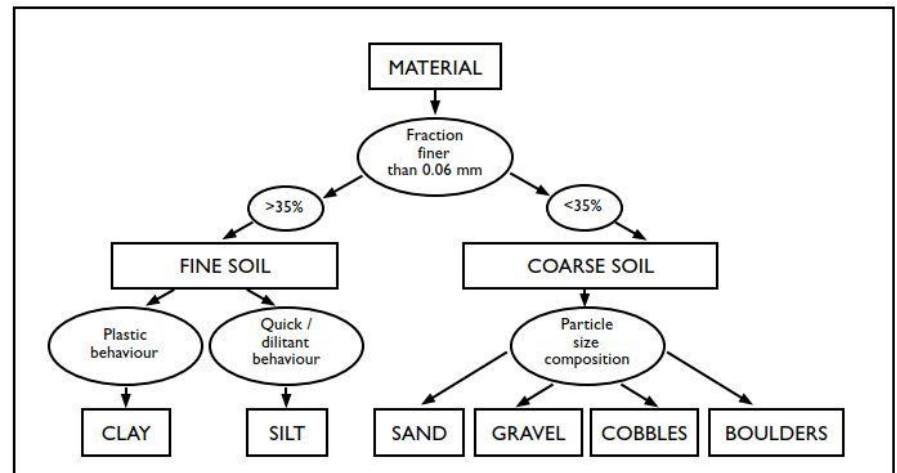 MATERIAL
Fraction
finer
than 0.06 mm
>35%
<35%
FINE SOIL
COARSE SOIL
Plastic
behaviour
Quick /
dilitant
behaviour
Particle
size
composition
CLAY
SILT
SAND
GRAVEL
COBBLES
BOULDERS